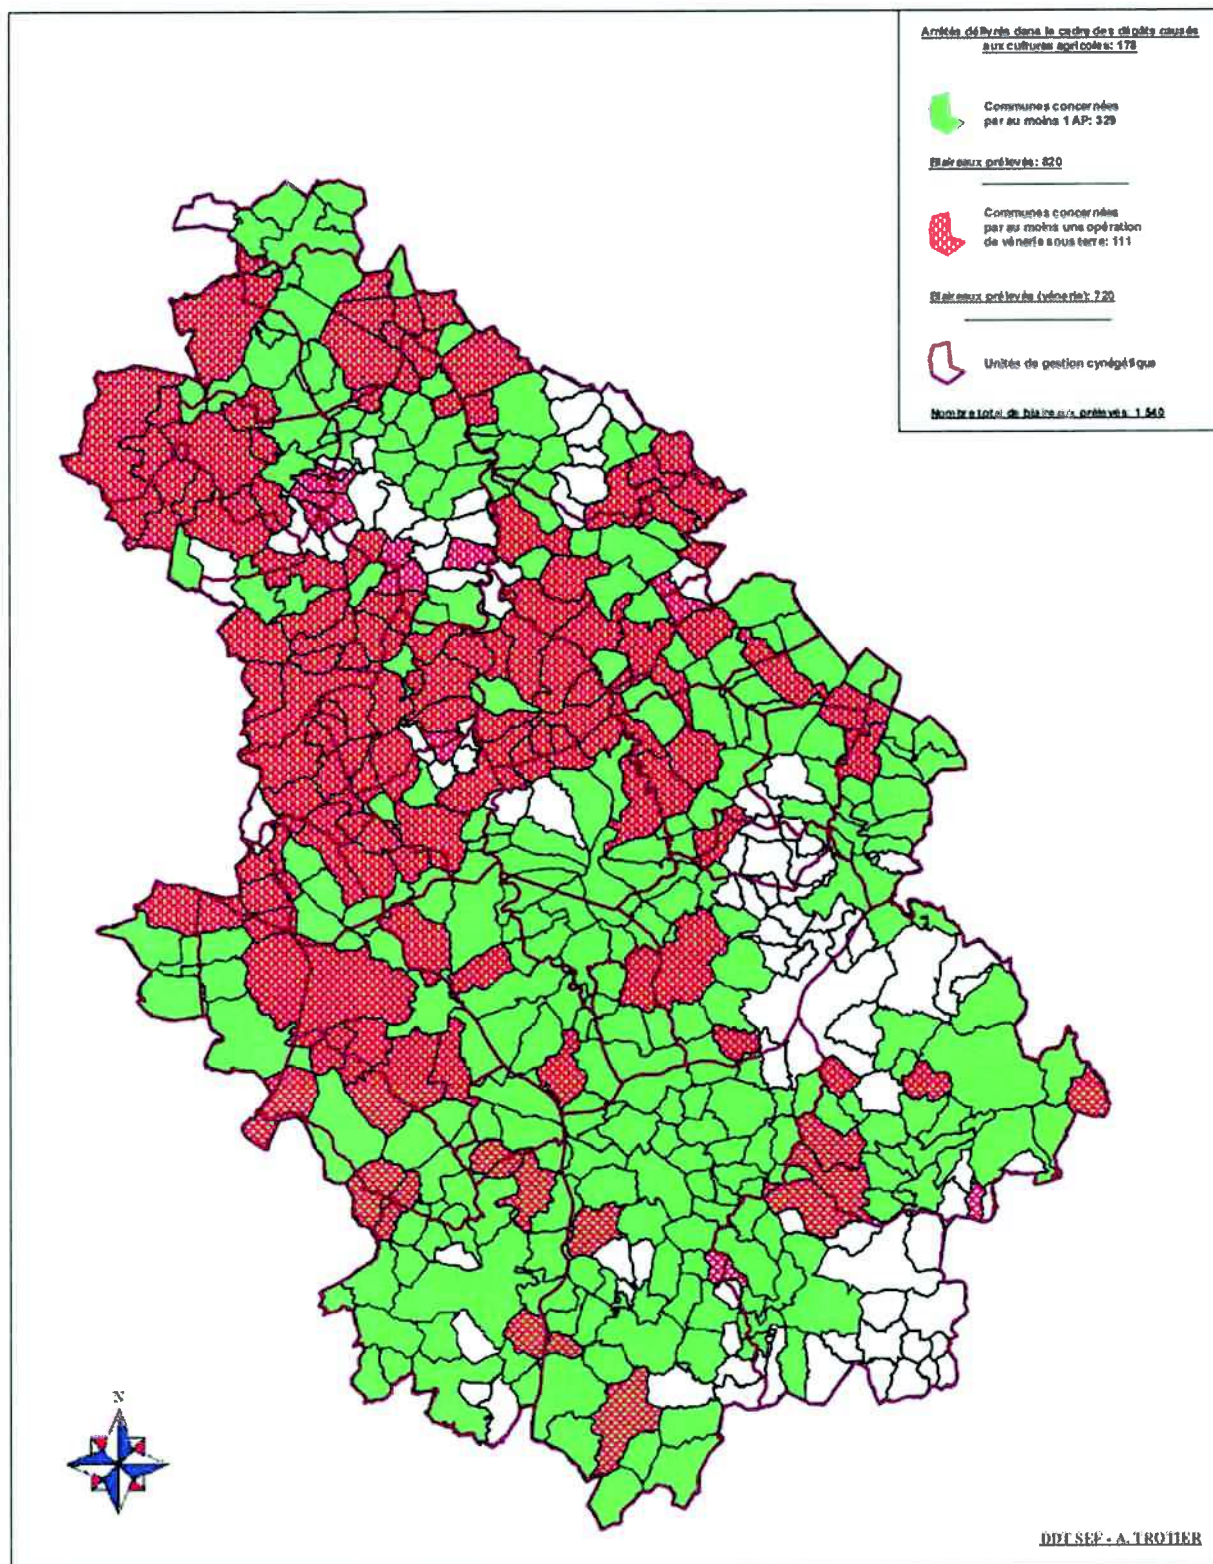 Arrêtés délivrés dans le cadre des dégâts causés
aux cultures agricoles: 178
Communes concernées
par au moins 1 AP: 329
Blaireaux prélevés: 820
Communes concernées
par au moins une opération
de vénerie sous terre: 111
Blaireaux prélevés (vénerie): 720
Unités de gestion cynégétique
Nombre total de blaireaux prélevés: 1 540
N
DDT SEF - A. TROTIER